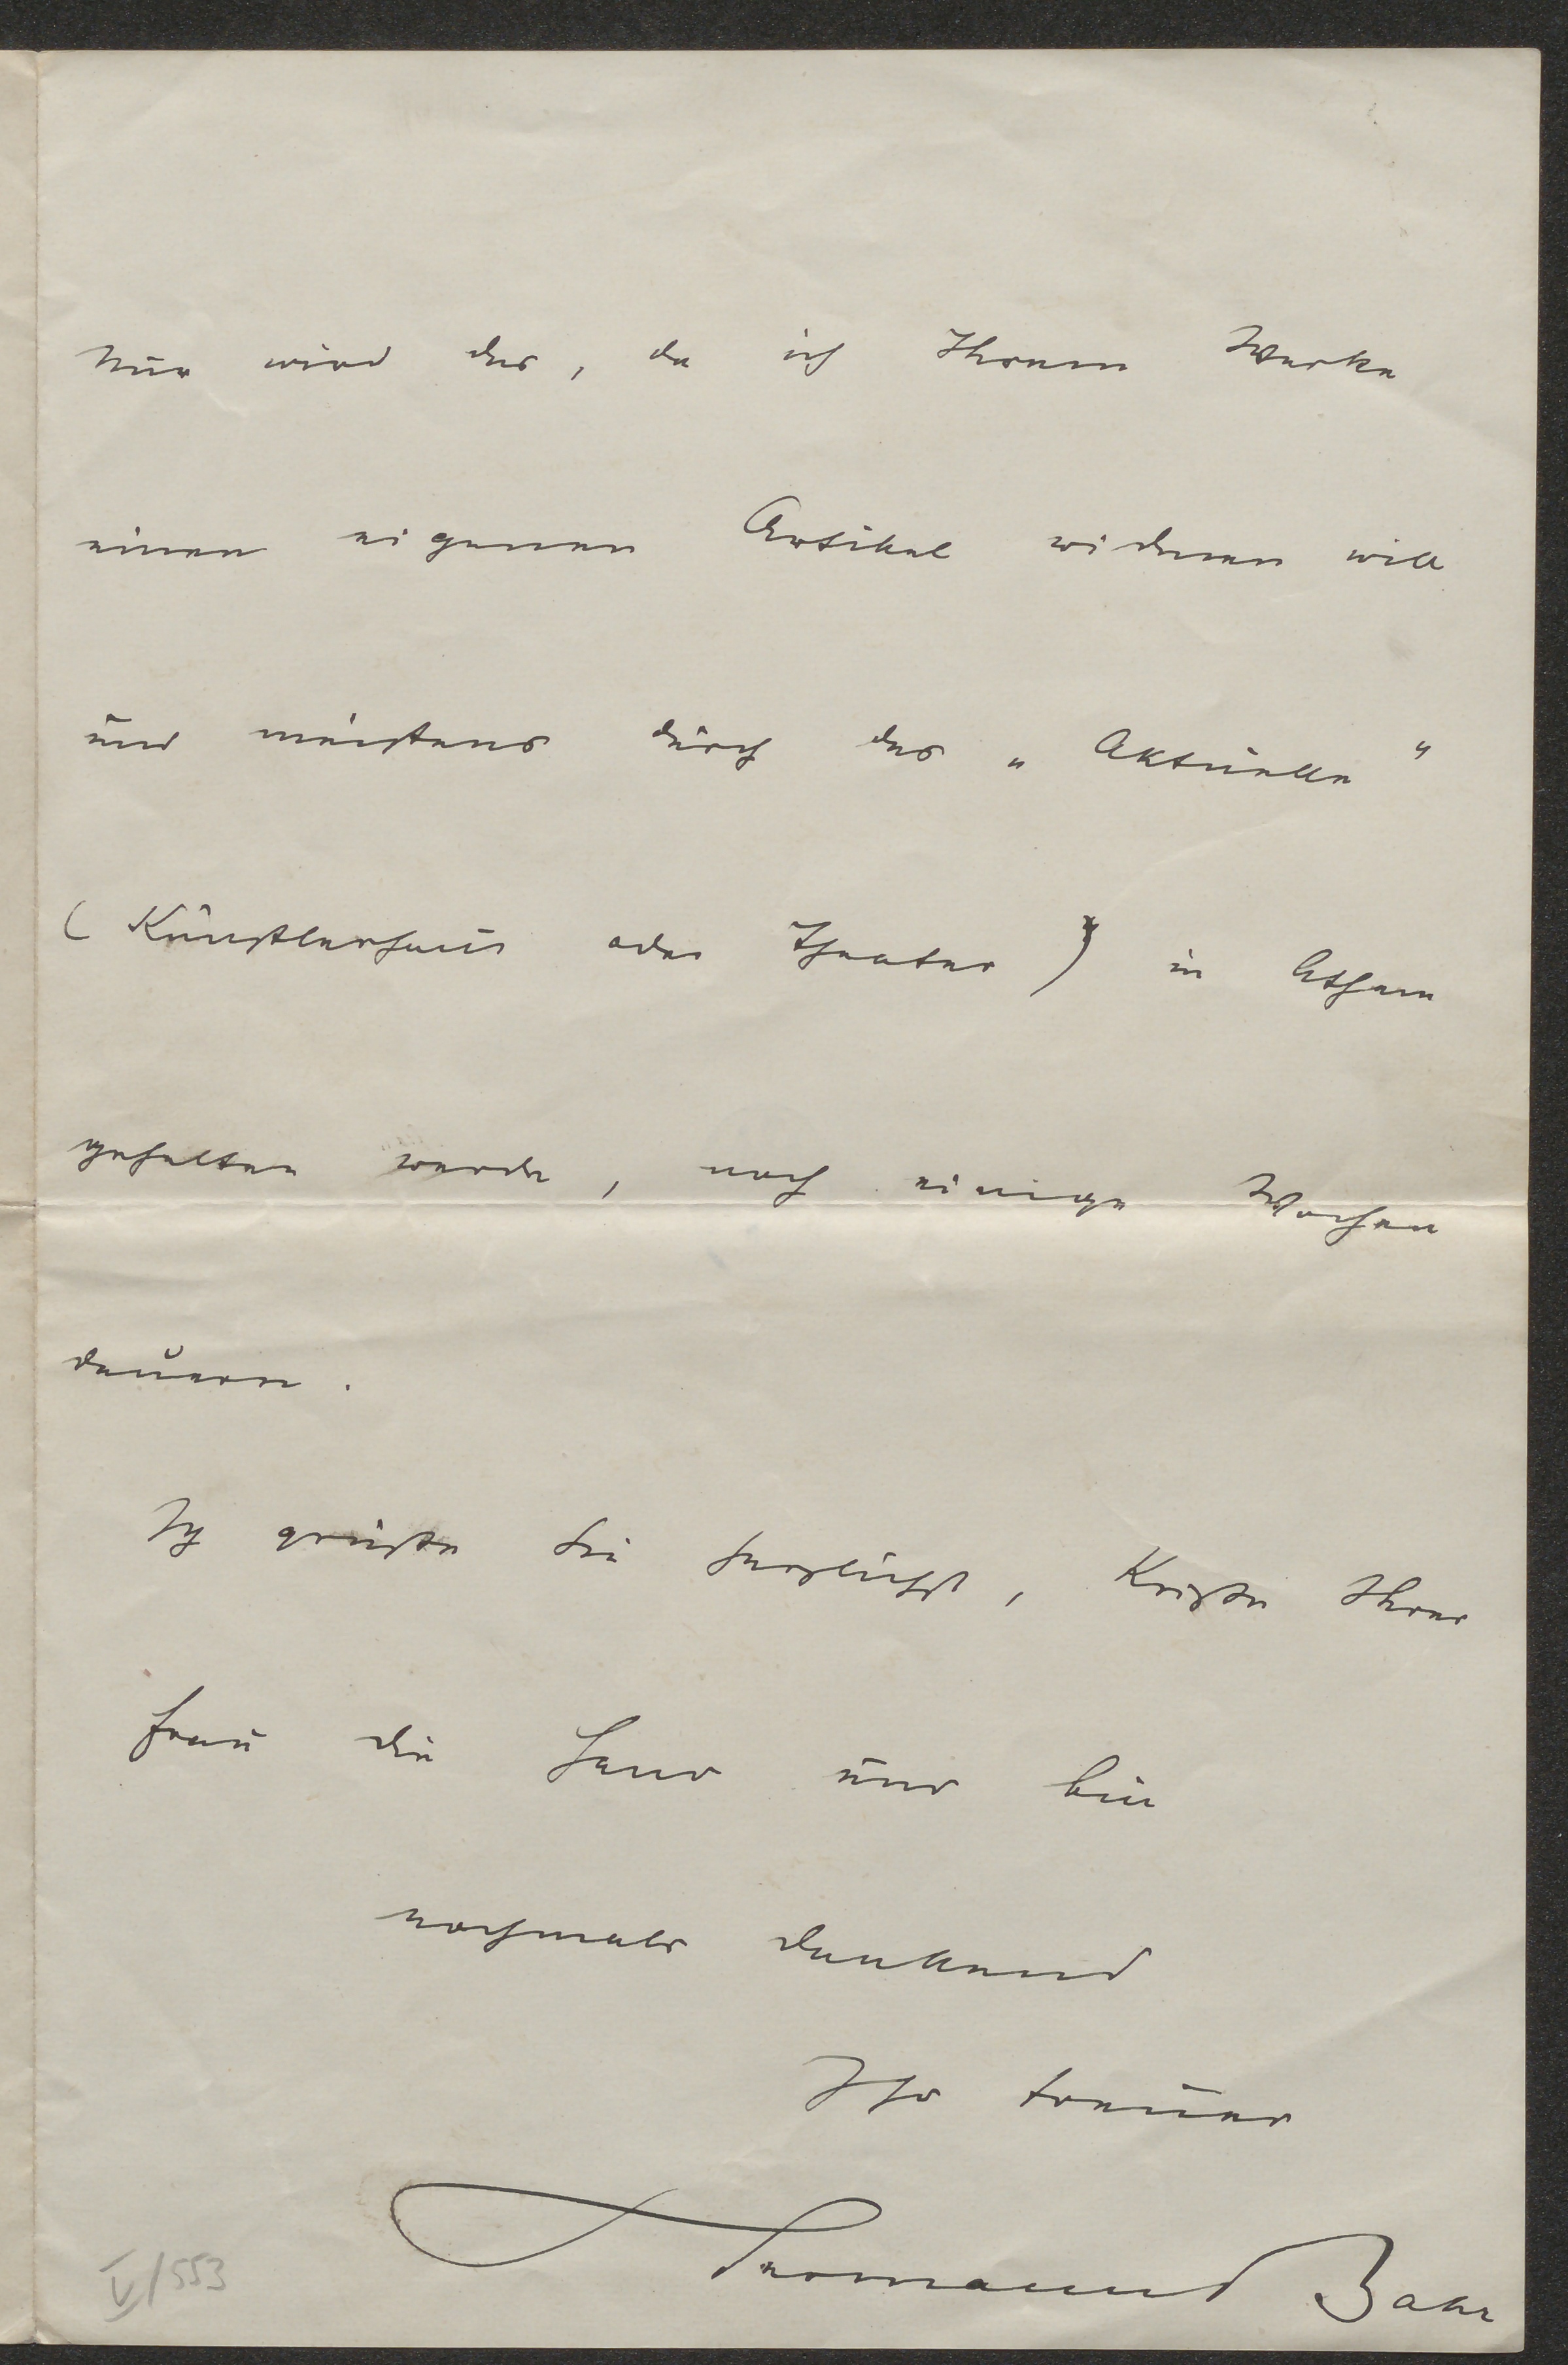 Nur wird das, da ich Ihrem Werke
einen eigenen Artikel widmen will
und meistens durch das „Aktuelle“
(Künstlerhaus oder Theater) in Athem
gehalten werde, noch einige Wochen
dauern.
Ich grüße Sie herzlichst, küsse Ihrer
Frau die Hand und bin
nochmals dankend
Ihr treuer
Hermann Bahr
V/553